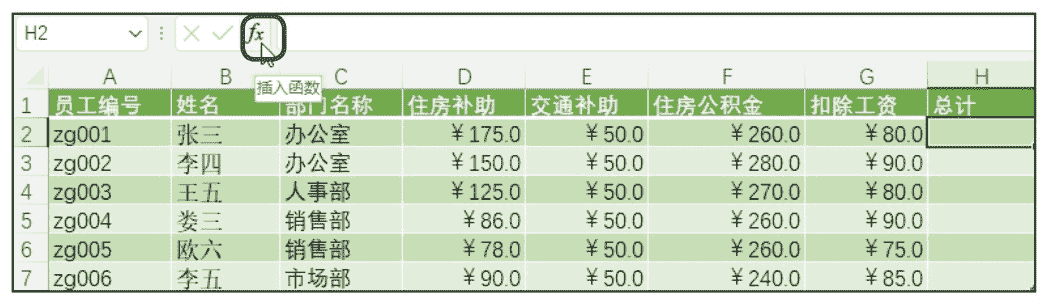 H2 fx
插入函数
A B C D E F G H
1 员工编号 姓名 部门名称 住房补助 交通补助 住房公积金 扣除工资 总计
2 zg001 张三 办公室 ￥175.0 ￥50.0 ￥260.0 ￥80.0
3 zg002 李四 办公室 ￥150.0 ￥50.0 ￥280.0 ￥90.0
4 zg003 王五 人事部 ￥125.0 ￥50.0 ￥270.0 ￥80.0
5 zg004 娄三 销售部 ￥86.0 ￥50.0 ￥260.0 ￥90.0
6 zg005 欧六 销售部 ￥78.0 ￥50.0 ￥260.0 ￥75.0
7 zg006 李五 市场部 ￥90.0 ￥50.0 ￥240.0 ￥85.0